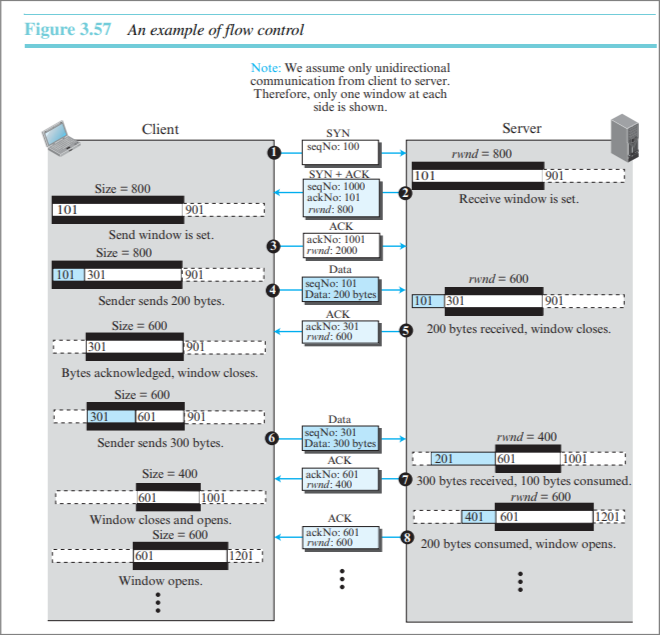 Figure 3.57 An example of flow control
Note: We assume only unidirectional
communication from client to server.
Therefore, only one window at each
side is shown.
Client
Server
1
SYN
seqNo: 100
rwnd = 800
101 901
2
SYN + ACK
seqNo: 1000
ackNo: 101
rwnd: 800
Receive window is set.
Size = 800
101 901
Send window is set.
3
ACK
ackNo: 1001
rwnd: 2000
Size = 800
101 301 901
Sender sends 200 bytes.
4
Data
seqNo: 101
Data: 200 bytes
rwnd = 600
101 301 901
200 bytes received, window closes.
5
ACK
ackNo: 301
rwnd: 600
Size = 600
301 901
Bytes acknowledged, window closes.
Size = 600
301 601 901
Sender sends 300 bytes.
6
Data
seqNo: 301
Data: 300 bytes
rwnd = 400
201 601 1001
7
300 bytes received, 100 bytes consumed.
ACK
ackNo: 601
rwnd: 400
Size = 400
601 1001
Window closes and opens.
rwnd = 600
401 601 1201
8
200 bytes consumed, window opens.
ACK
ackNo: 601
rwnd: 600
Size = 600
601 1201
Window opens.